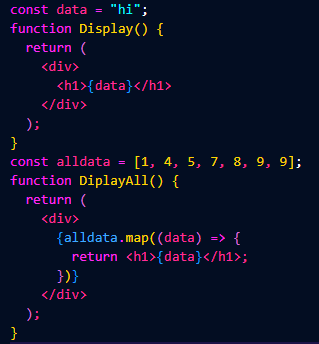 const data = "hi";
function Display() {
  return (
    <div>
      <h1>{data}</h1>
    </div>
  );
}
const alldata = [1, 4, 5, 7, 8, 9, 9];
function DiplayAll() {
  return (
    <div>
      {alldata.map((data) => {
        return <h1>{data}</h1>;
      })}
    </div>
  );
}